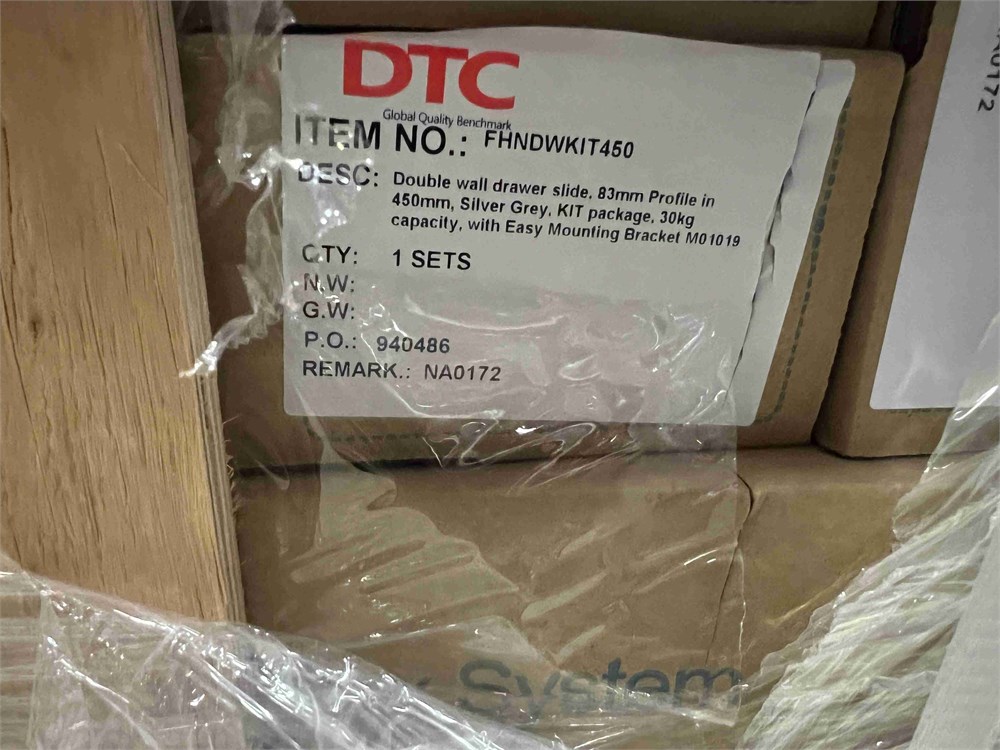 DTC
Global Quality Benchmark
ITEM NO.: FHNDWKIT450
DESC: Double wall drawer slide, 83mm Profile in
450mm, Silver Grey, KIT package, 30kg
capacity, with Easy Mounting Bracket M01019
Q.TY: 1 SETS
N.W:
G.W:
P.O.: 940486
REMARK.: NA0172
System